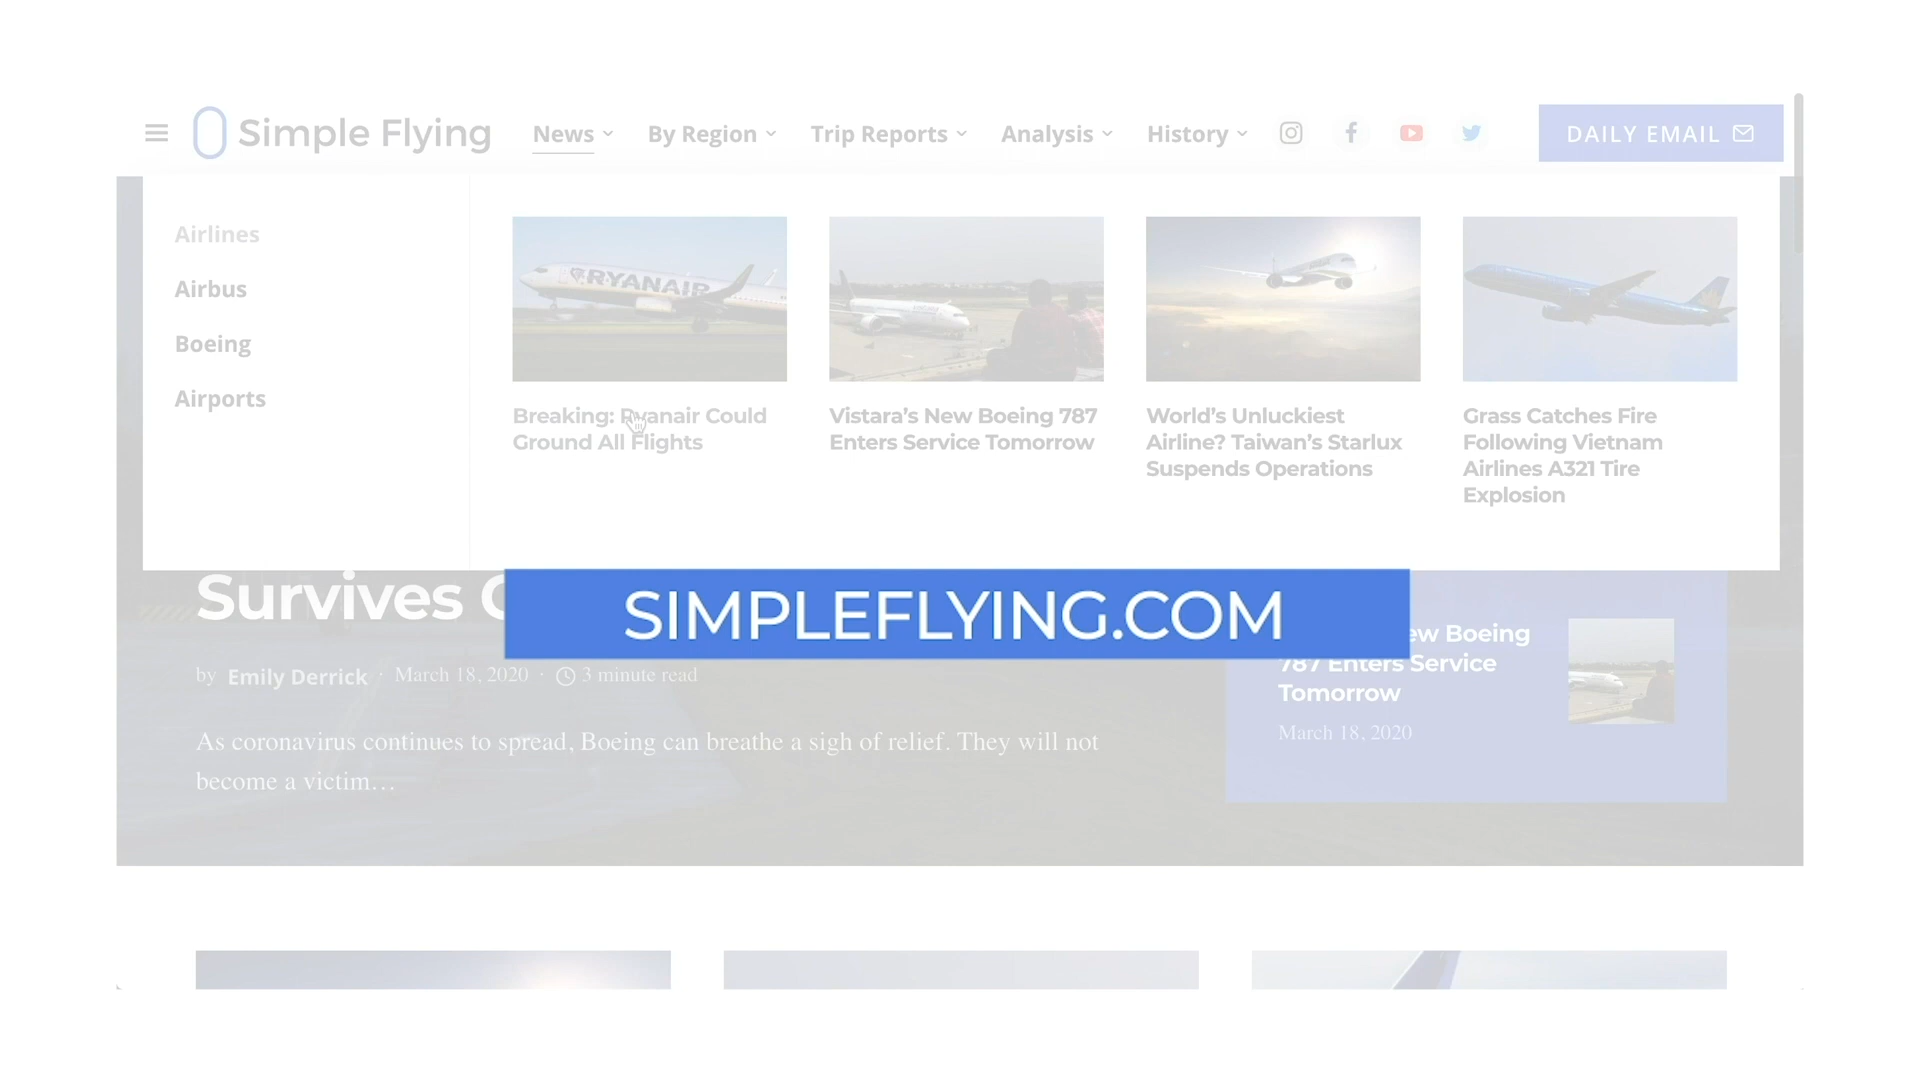 Simple Flying
News
By Region
Trip Reports
Analysis
History
DAILY EMAIL
Airlines
Airbus
Boeing
Airports
RYANAIR
Breaking: Ryanair Could
Ground All Flights
Vistara’s New Boeing 787
Enters Service Tomorrow
World’s Unluckiest
Airline? Taiwan’s Starlux
Suspends Operations
Grass Catches Fire
Following Vietnam
Airlines A321 Tire
Explosion
Survives
SIMPLEFLYING.COM
by Emily Derrick · March 18, 2020 · 3 minute read
As coronavirus continues to spread, Boeing can breathe a sigh of relief. They will not
become a victim…
Boeing
787 Enters Service
Tomorrow
March 18, 2020